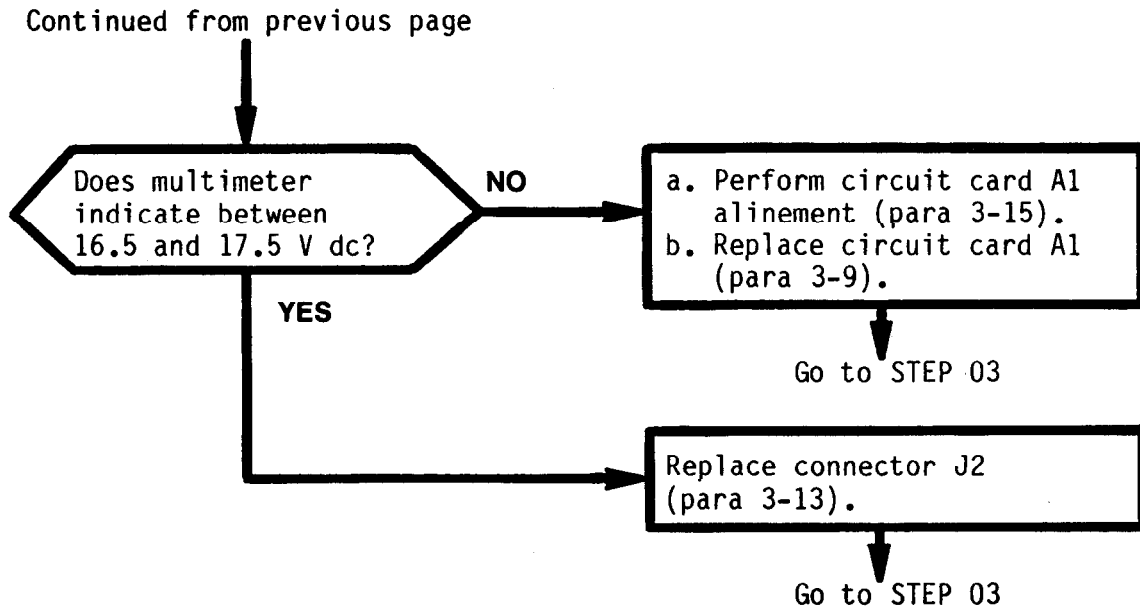 Continued from previous page
Does multimeter
indicate between
16.5 and 17.5 V dc?
NO
a. Perform circuit card A1
alinement (para 3-15).
b. Replace circuit card A1
(para 3-9).
Go to STEP 03
YES
Replace connector J2
(para 3-13).
Go to STEP 03